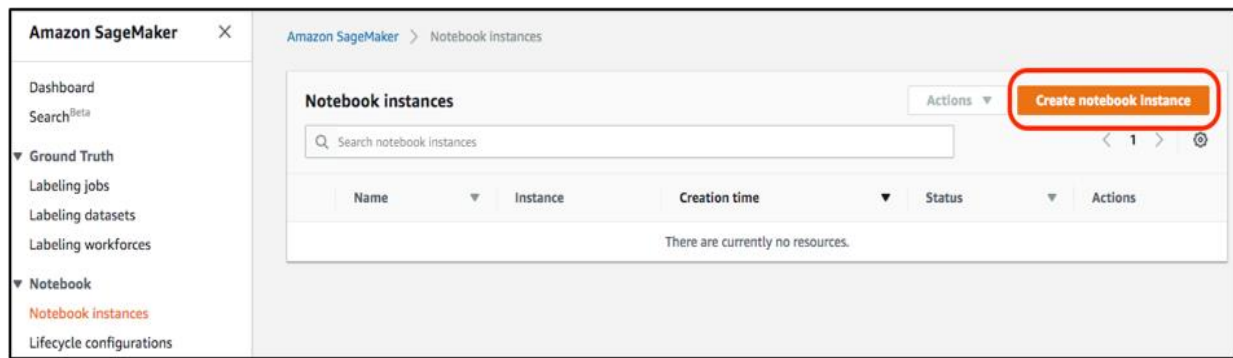 Amazon SageMaker ×
Dashboard
Search Beta
Ground Truth
Labeling jobs
Labeling datasets
Labeling workforces
Notebook
Notebook instances
Lifecycle configurations
Amazon SageMaker > Notebook instances
Notebook instances
Actions
Create notebook instance
Search notebook instances
< 1 >
Name Instance Creation time Status Actions
There are currently no resources.